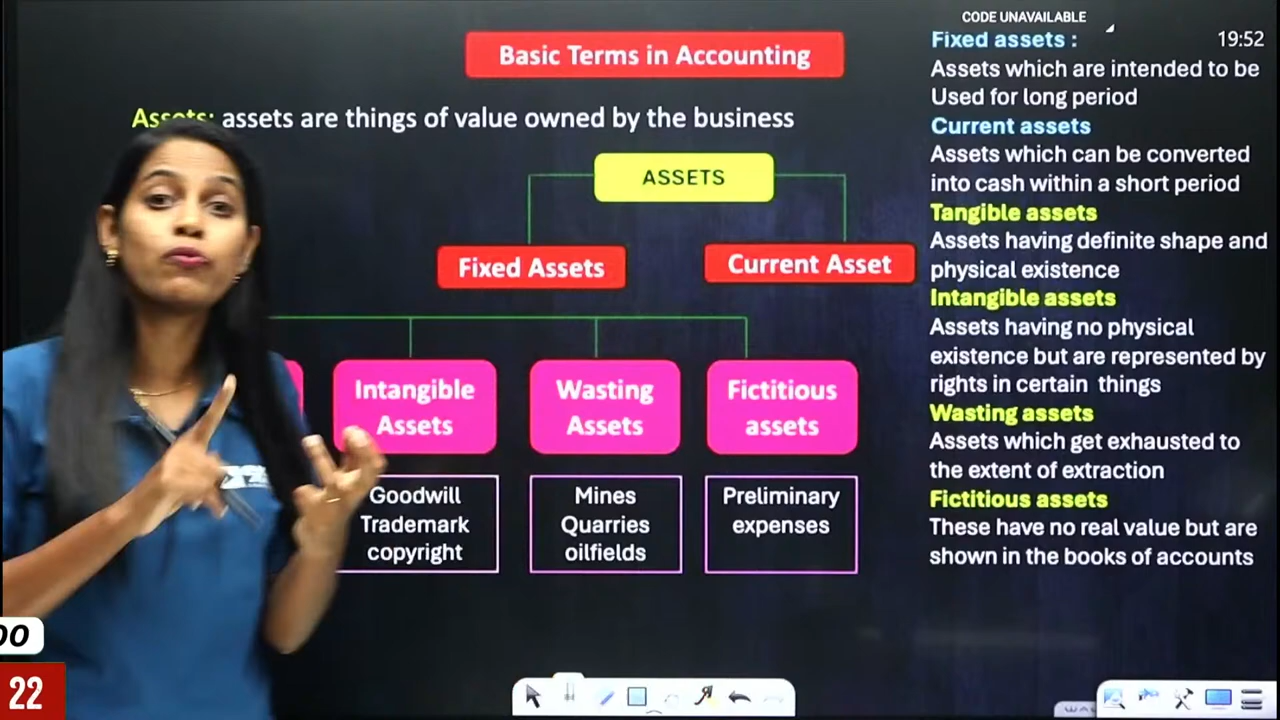 CODE UNAVAILABLE
19:52
Basic Terms in Accounting
Assets: assets are things of value owned by the business
ASSETS
Fixed Assets
Current Asset
Intangible
Assets
Wasting
Assets
Fictitious
assets
Goodwill
Trademark
copyright
Mines
Quarries
oilfields
Preliminary
expenses
Fixed assets :
Assets which are intended to be
Used for long period
Current assets
Assets which can be converted
into cash within a short period
Tangible assets
Assets having definite shape and
physical existence
Intangible assets
Assets having no physical
existence but are represented by
rights in certain things
Wasting assets
Assets which get exhausted to
the extent of extraction
Fictitious assets
These have no real value but are
shown in the books of accounts
22